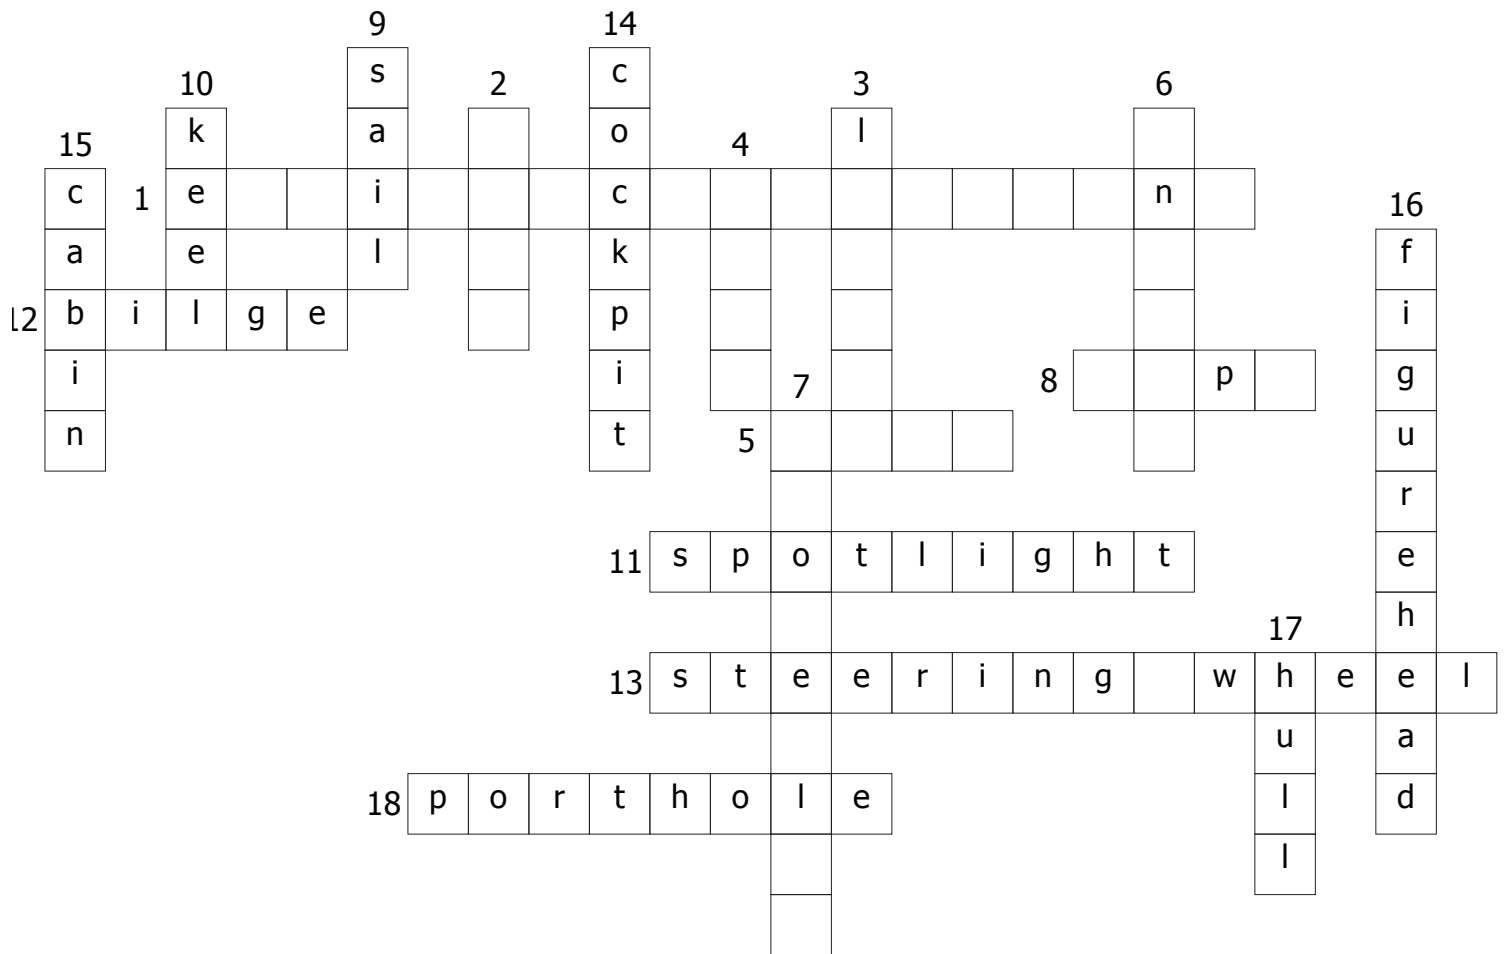 9 14
s c
10 2 3 6
k a o l
15 4
c 1 e i c n
16
a e l k f
12 b i l g e p i
i i 8 p g
7
n 5 t u
r
11 s p o t l i g h t e
h
17
13 s t e e r i n g w h e e l
u a
18 p o r t h o l e l d
l